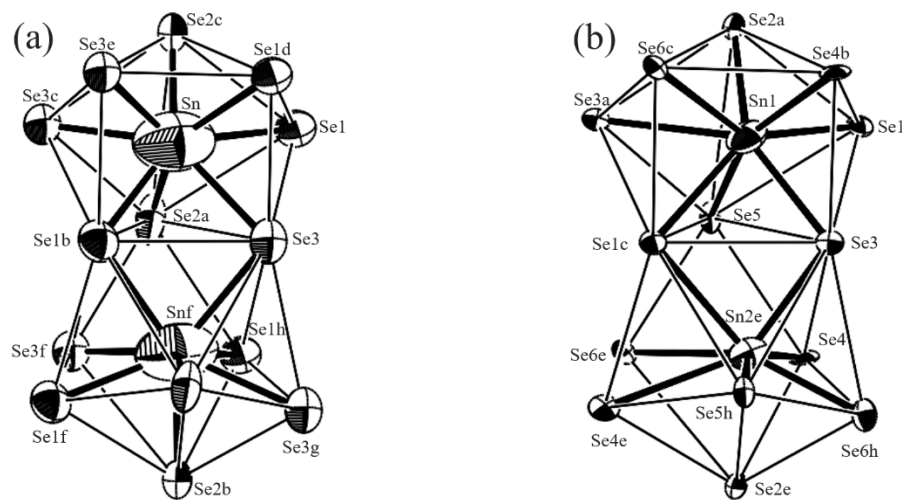 (a)
Se2c
Se3e
Se1d
Sn
Se3c
Se1
Se2a
Se1b
Se3
Snf
Se1h
Se3f
Se1f
Se3g
Se2b
(b)
Se2a
Se6c
Se4b
Sn1
Se3a
Se1
Se5
Se1c
Se3
Sn2e
Se4
Se6e
Se5h
Se4e
Se6h
Se2e